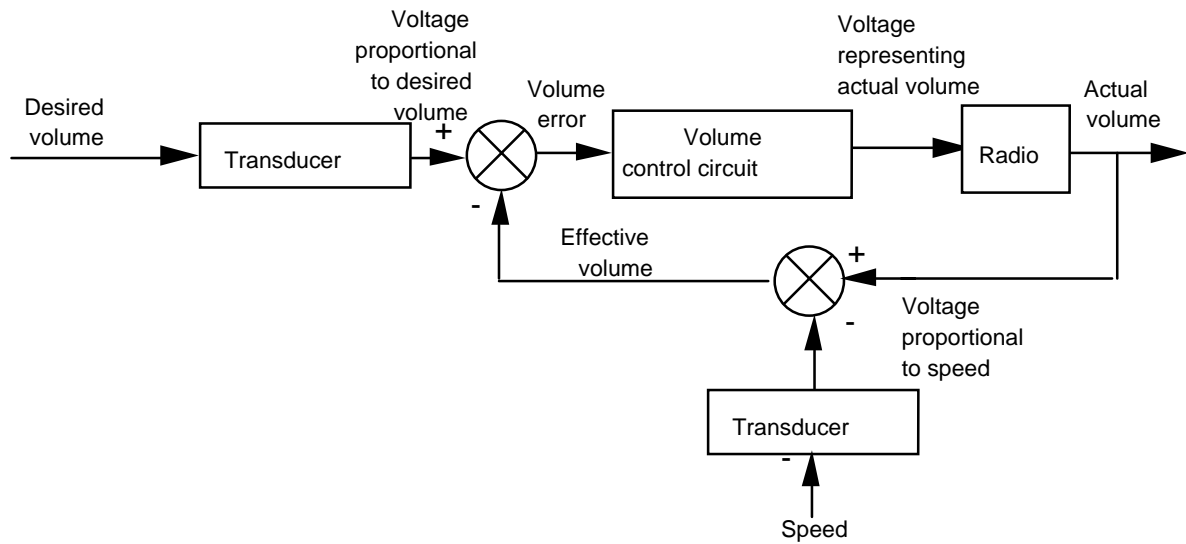 Voltage
proportional
to desired
volume
Voltage
representing
actual volume
Desired
volume
Volume
error
Actual
volume
+
Transducer
Volume
control circuit
Radio
-
Effective
volume
+
-
Voltage
proportional
to speed
Transducer
-
Speed